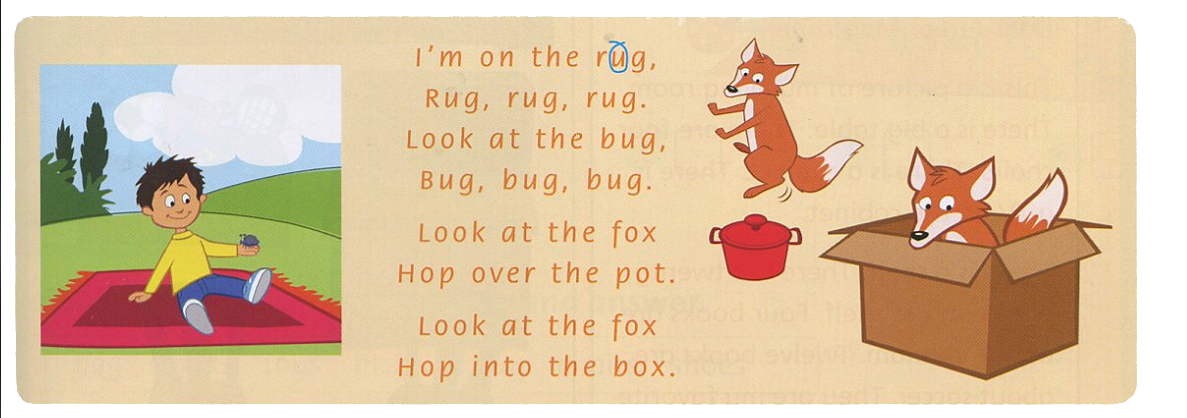 I'm on the rug,
Rug, rug, rug.
Look at the bug,
Bug, bug, bug.
Look at the fox
Hop over the pot.
Look at the fox
Hop into the box.